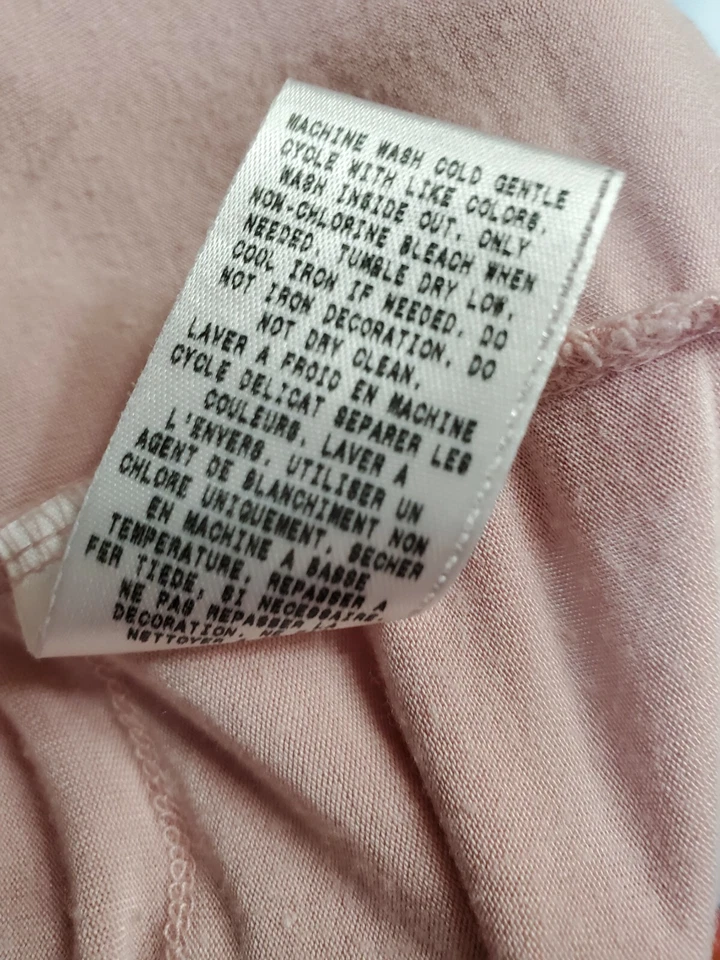 MACHINE WASH COLD GENTLE
CYCLE WITH LIKE COLORS.
WASH INSIDE OUT. ONLY
NON-CHLORINE BLEACH WHEN
NEEDED. TUMBLE DRY LOW.
COOL IRON IF NEEDED. DO
NOT IRON DECORATION. DO
NOT DRY CLEAN.
LAVER A FROID EN MACHINE
CYCLE DELICAT SEPARER LES
COULEURS. LAVER A
L'ENVERS. UTILISER UN
AGENT DE BLANCHIMENT NON
CHLORE UNIQUEMENT. SECHER
EN MACHINE A BASSE
TEMPERATURE. REPASSER A
FER TIEDE, SI NECESSAIRE.
NE PAS REPASSER
DECORATION.
NETTOYER.